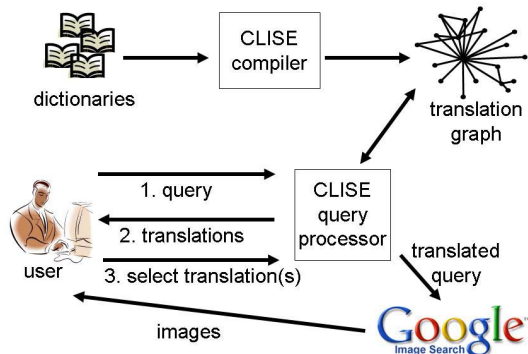 dictionaries
CLISE
compiler
translation
graph
1. query
2. translations
3. select translation(s)
user
CLISE
query
processor
translated
query
images
Google™
Image Search